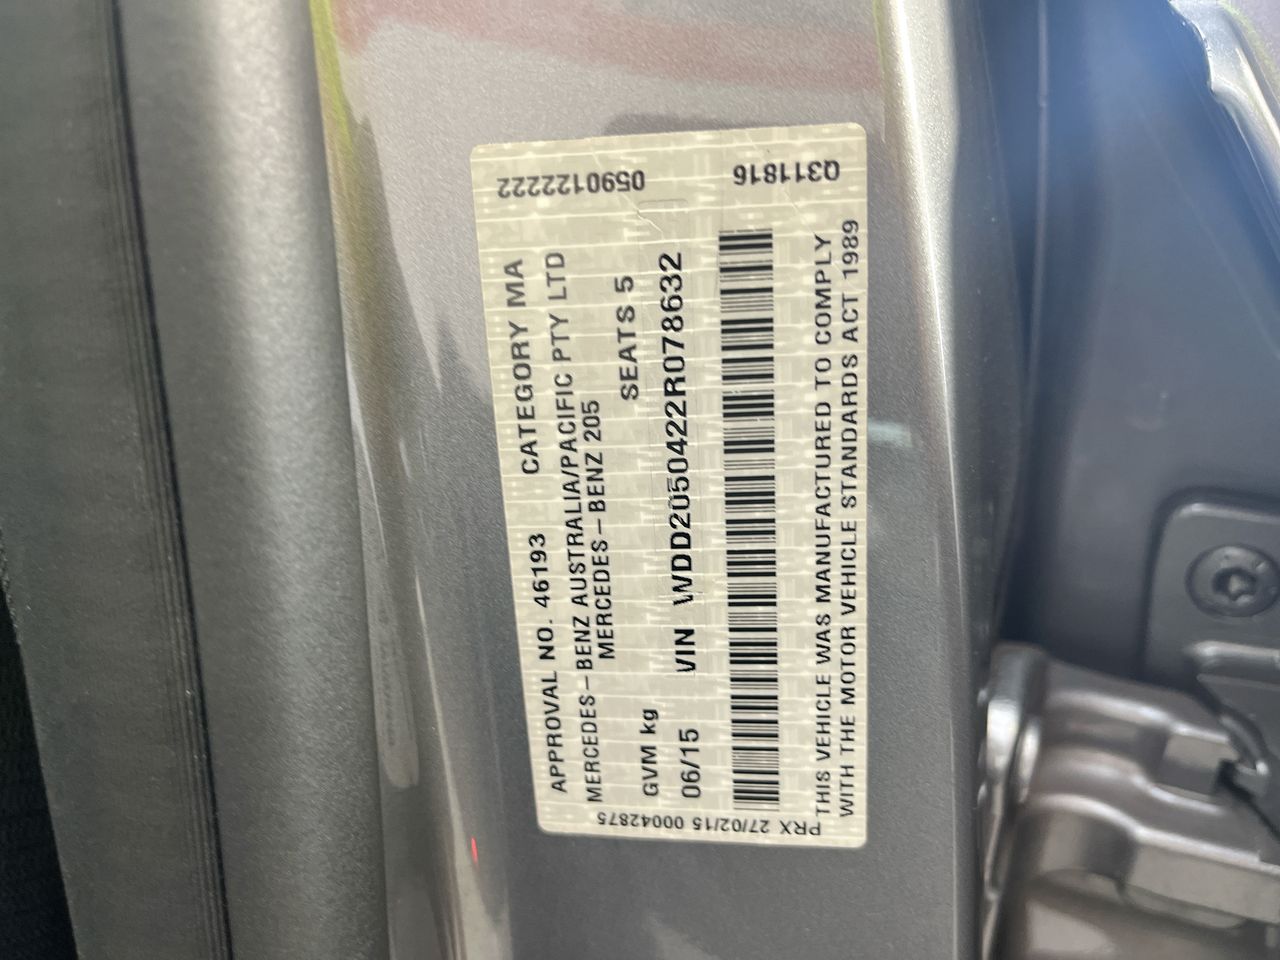 0590122222
Q311816
APPROVAL NO. 46193 CATEGORY MA
MERCEDES-BENZ AUSTRALIA/PACIFIC PTY LTD
MERCEDES-BENZ 205
GVM kg SEATS 5
06/15 VIN WDD2050422R078632
THIS VEHICLE WAS MANUFACTURED TO COMPLY
WITH THE MOTOR VEHICLE STANDARDS ACT 1989
PRX 27/02/15 00042875